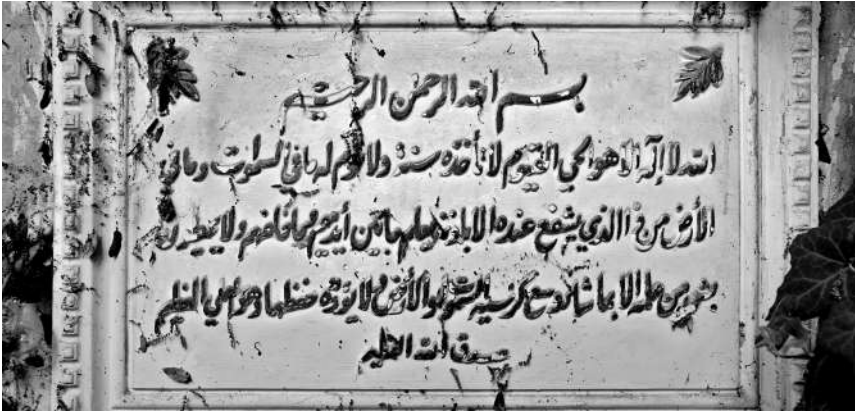 بسم الله الرحمن الرحيم
الله لا إله إلا هو الحي القيوم لا تأخذه سنة ولا نوم له ما في السموات وما في
الأرض من ذا الذي يشفع عنده إلا بإذنه يعلم ما بين أيديهم وما خلفهم ولا يحيطون
بشيء من علمه إلا بما شاء وسع كرسيه السموات والأرض ولا يؤده حفظهما وهو العلي العظيم
صدق الله العظيم